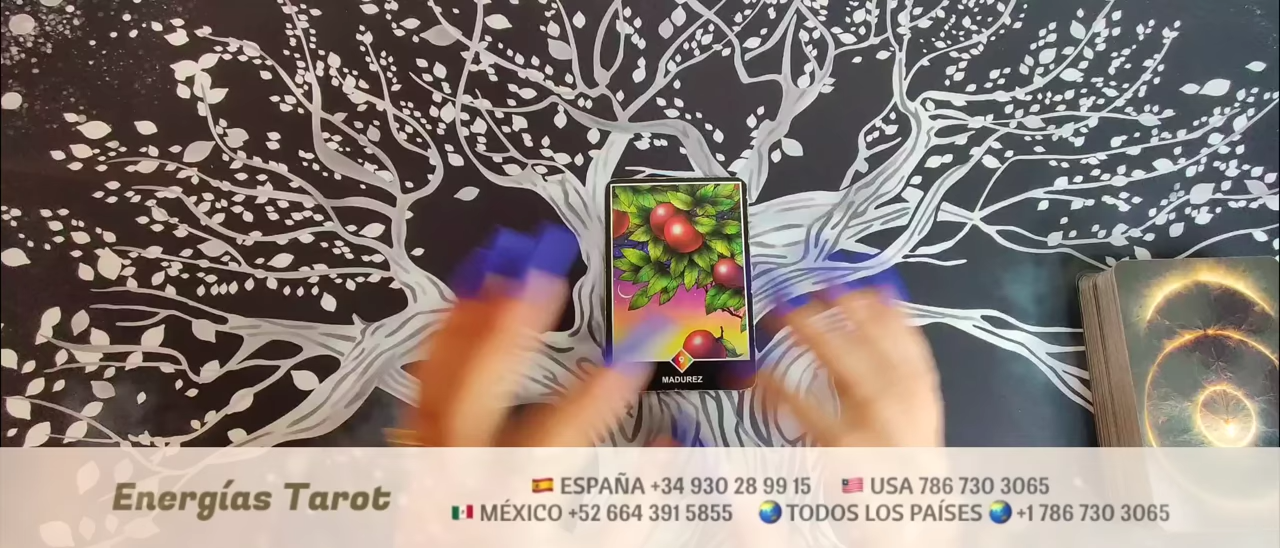 MADUREZ
Energías Tarot
ESPAÑA +34 930 28 99 15 USA 786 730 3065
MÉXICO +52 664 391 5855 TODOS LOS PAÍSES +1 786 730 3065